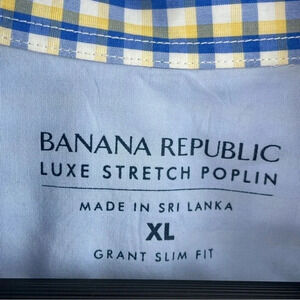 BANANA REPUBLIC
LUXE STRETCH POPLIN
MADE IN SRI LANKA
XL
GRANT SLIM FIT